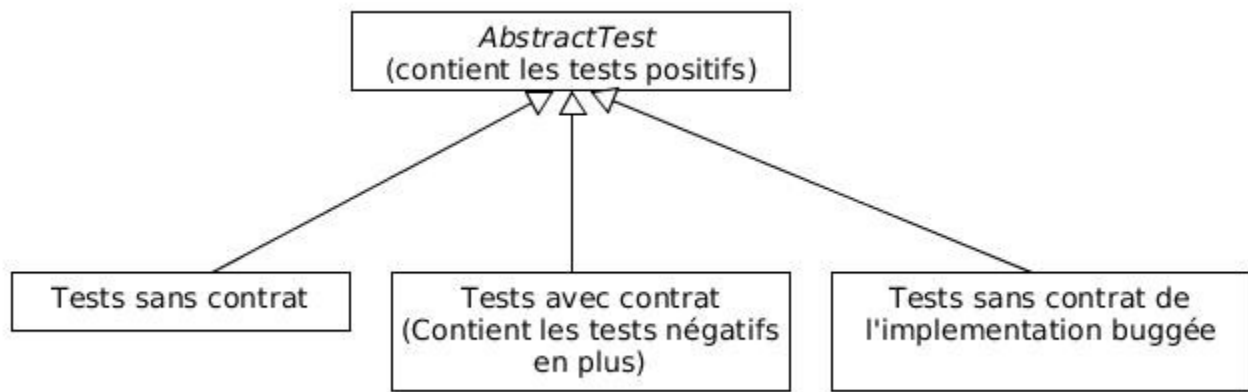 AbstractTest
(contient les tests positifs)
Tests sans contrat
Tests avec contrat
(Contient les tests négatifs
en plus)
Tests sans contrat de
l'implementation buggée